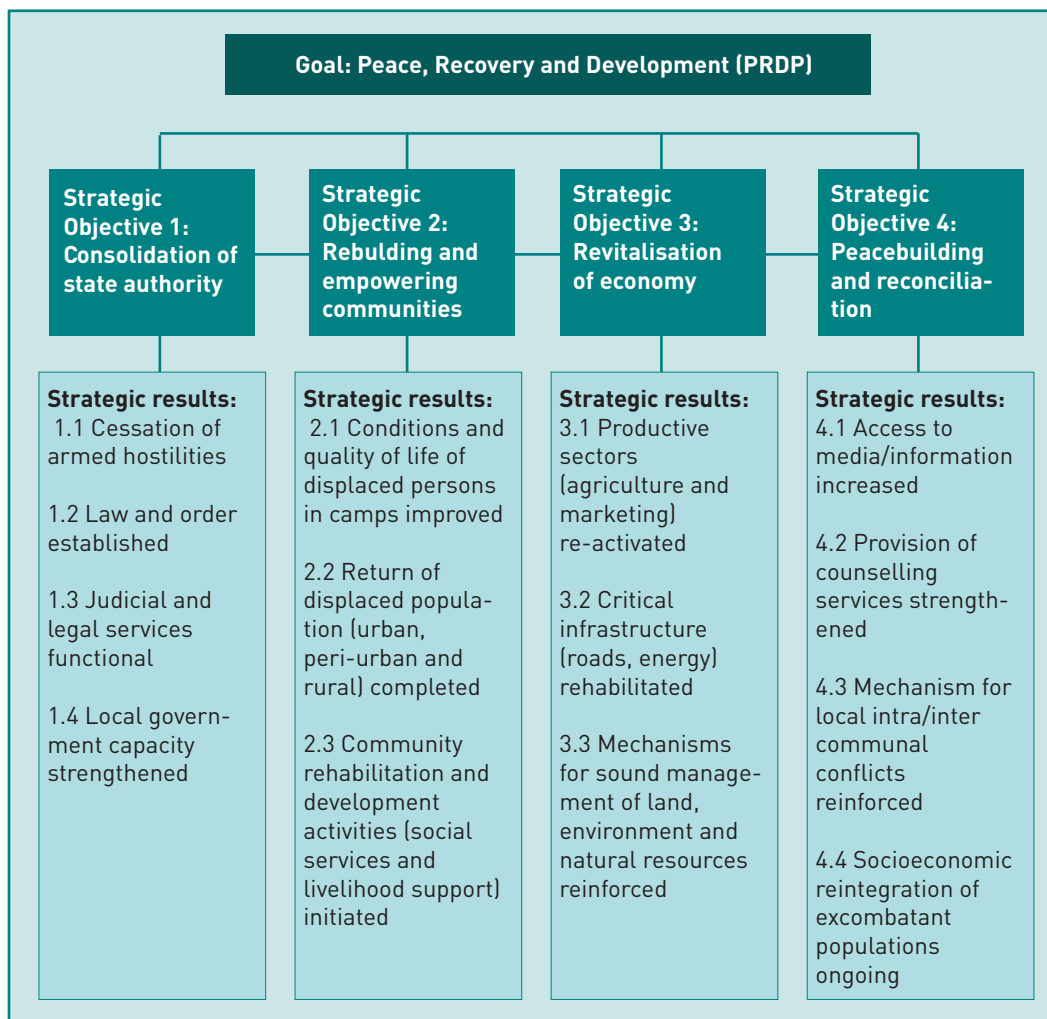 Goal: Peace, Recovery and Development (PRDP)
Strategic
Objective 1:
Consolidation of
state authority
Strategic
Objective 2:
Rebulding and
empowering
communities
Strategic
Objective 3:
Revitalisation
of economy
Strategic
Objective 4:
Peacebuilding
and reconcilia-
tion
Strategic results:
1.1 Cessation of
armed hostilities
1.2 Law and order
established
1.3 Judicial and
legal services
functional
1.4 Local govern-
ment capacity
strengthened
Strategic results:
2.1 Conditions and
quality of life of
displaced persons
in camps improved
2.2 Return of
displaced popula-
tion (urban,
peri-urban and
rural) completed
2.3 Community
rehabilitation and
development
activities (social
services and
livelihood support)
initiated
Strategic results:
3.1 Productive
sectors
(agriculture and
marketing)
re-activated
3.2 Critical
infrastructure
(roads, energy)
rehabilitated
3.3 Mechanisms
for sound manage-
ment of land,
environment and
natural resources
reinforced
Strategic results:
4.1 Access to
media/information
increased
4.2 Provision of
counselling
services strength-
ened
4.3 Mechanism for
local intra/inter
communal
conflicts
reinforced
4.4 Socioeconomic
reintegration of
excombatant
populations
ongoing